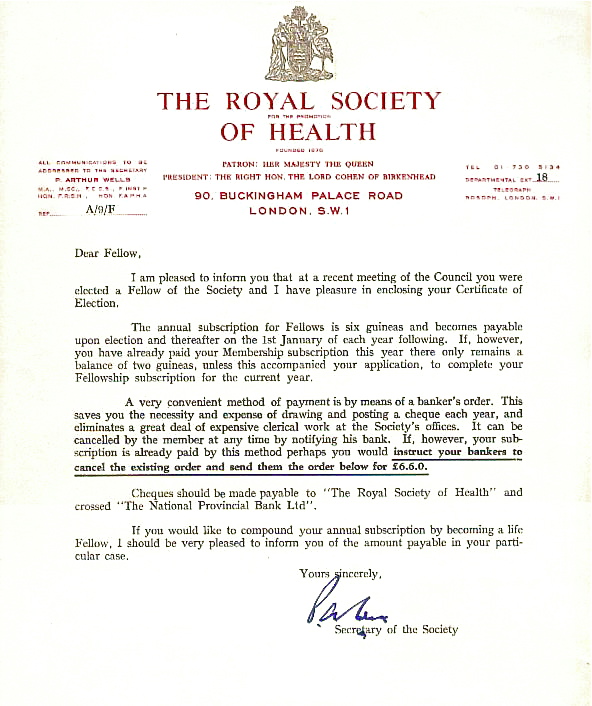 THE ROYAL SOCIETY
FOR THE PROMOTION
OF HEALTH
FOUNDED 1876
ALL COMMUNICATIONS TO BE
ADDRESSED TO THE SECRETARY
P. ARTHUR WELLS
M.A., M.SC., F.C.G.S., F. INST. P.
HON. F.R.S.H., HON. F.A.P.H.A.
REF. A/9/F
PATRON: HER MAJESTY THE QUEEN
PRESIDENT: THE RIGHT HON. THE LORD COHEN OF BIRKENHEAD
90, BUCKINGHAM PALACE ROAD
LONDON, S.W.1
TEL 01 730 5134
DEPARTMENTAL EXT. 18
TELEGRAPH
ROSOPH, LONDON, S.W.1
Dear Fellow,
I am pleased to inform you that at a recent meeting of the Council you were
elected a Fellow of the Society and I have pleasure in enclosing your Certificate of
Election.
The annual subscription for Fellows is six guineas and becomes payable
upon election and thereafter on the 1st January of each year following. If, however,
you have already paid your Membership subscription this year there only remains a
balance of two guineas, unless this accompanied your application, to complete your
Fellowship subscription for the current year.
A very convenient method of payment is by means of a banker's order. This
saves you the necessity and expense of drawing and posting a cheque each year, and
eliminates a great deal of expensive clerical work at the Society's offices. It can be
cancelled by the member at any time by notifying his bank. If, however, your sub-
scription is already paid by this method perhaps you would instruct your bankers to
cancel the existing order and send them the order below for £6.6.0.
Cheques should be made payable to "The Royal Society of Health" and
crossed "The National Provincial Bank Ltd".
If you would like to compound your annual subscription by becoming a life
Fellow, I should be very pleased to inform you of the amount payable in your parti-
cular case.
Yours sincerely,
Secretary of the Society